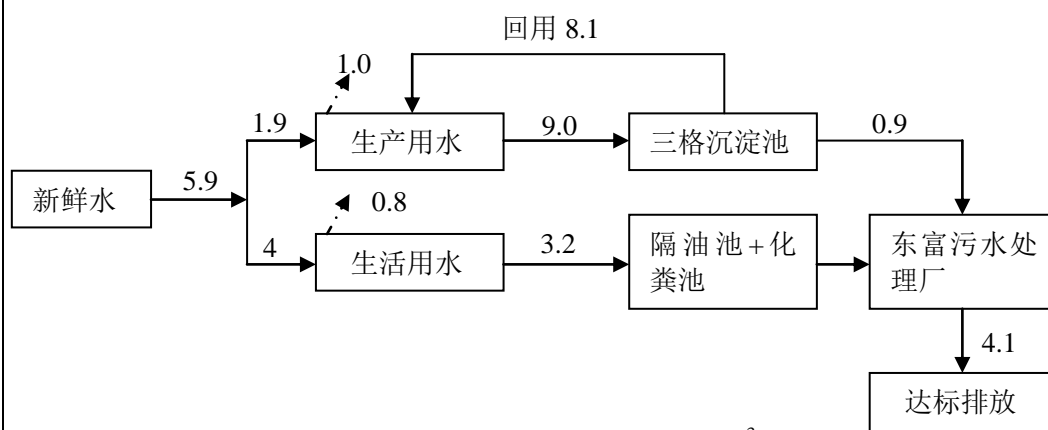 回用 8.1
1.0
1.9
生产用水
9.0
三格沉淀池
0.9
新鲜水
5.9
0.8
4
生活用水
3.2
隔油池+化
粪池
东富污水处
理厂
4.1
达标排放
3